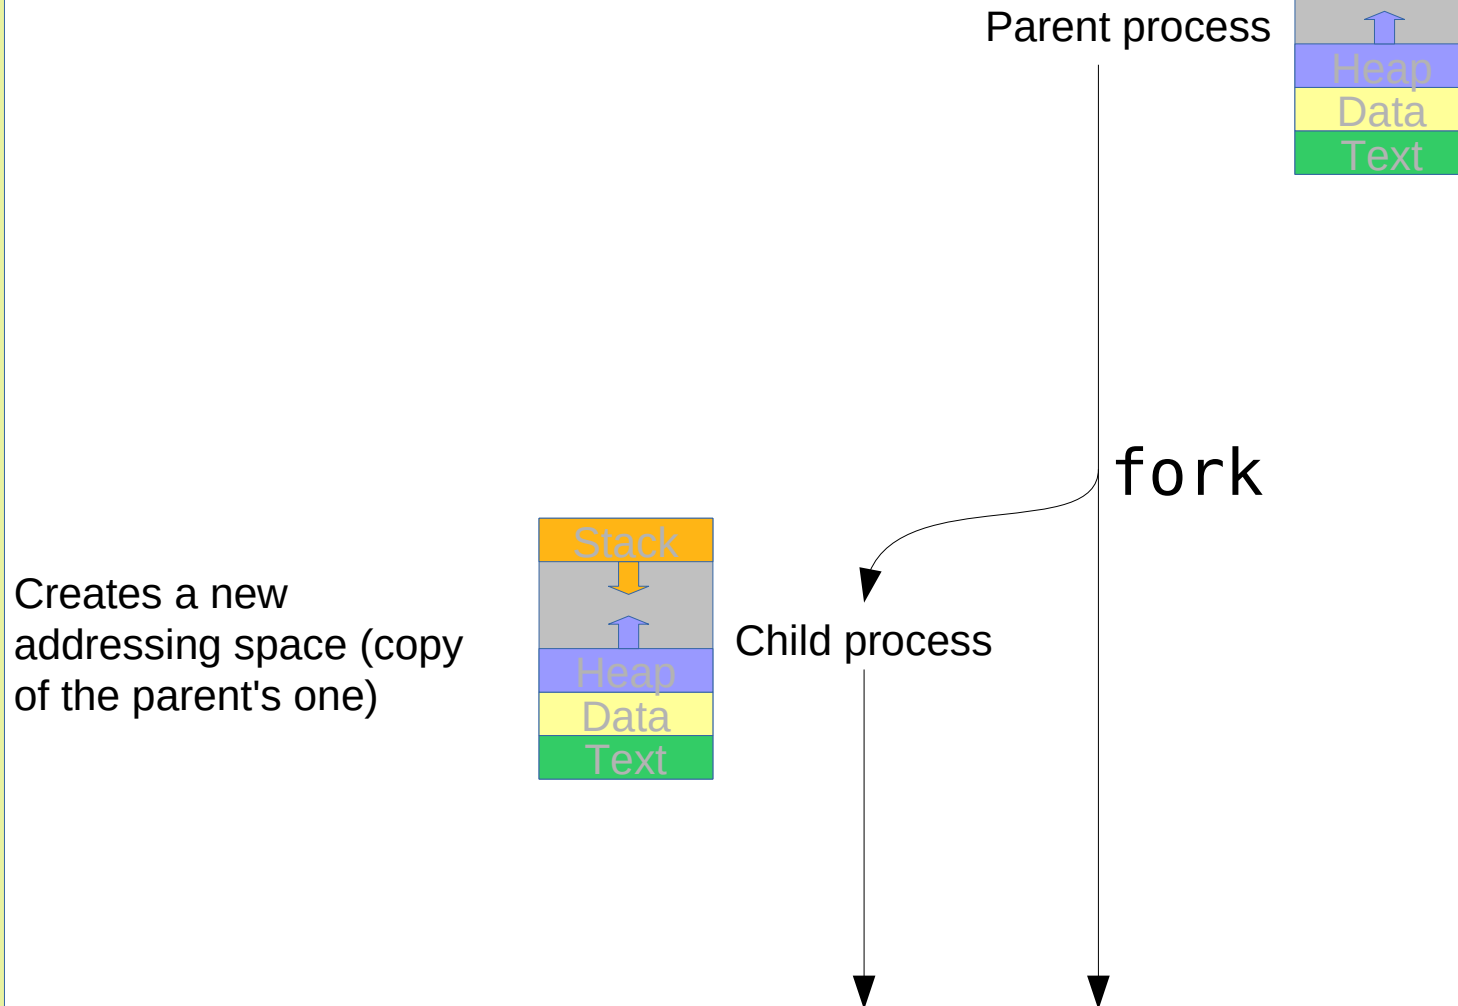 Parent process
Heap
Data
Text
fork
Stack
Creates a new
addressing space (copy
of the parent's one)
Child process
Heap
Data
Text